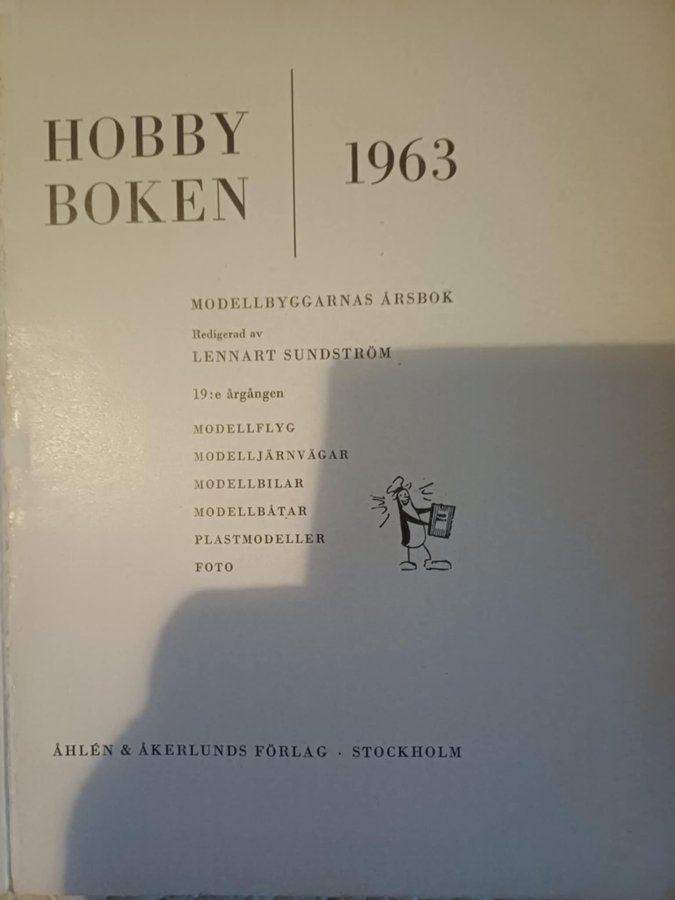 HOBBY
BOKEN
1963
MODELLBYGGARNAS ÅRSBOK
Redigerad av
LENNART SUNDSTRÖM
19:e årgången
MODELLFLYG
MODELLJÄRNVÄGAR
MODELLBILAR
MODELLBÅTAR
PLASTMODELLER
FOTO
ÅHLÉN & ÅKERLUNDS FÖRLAG · STOCKHOLM